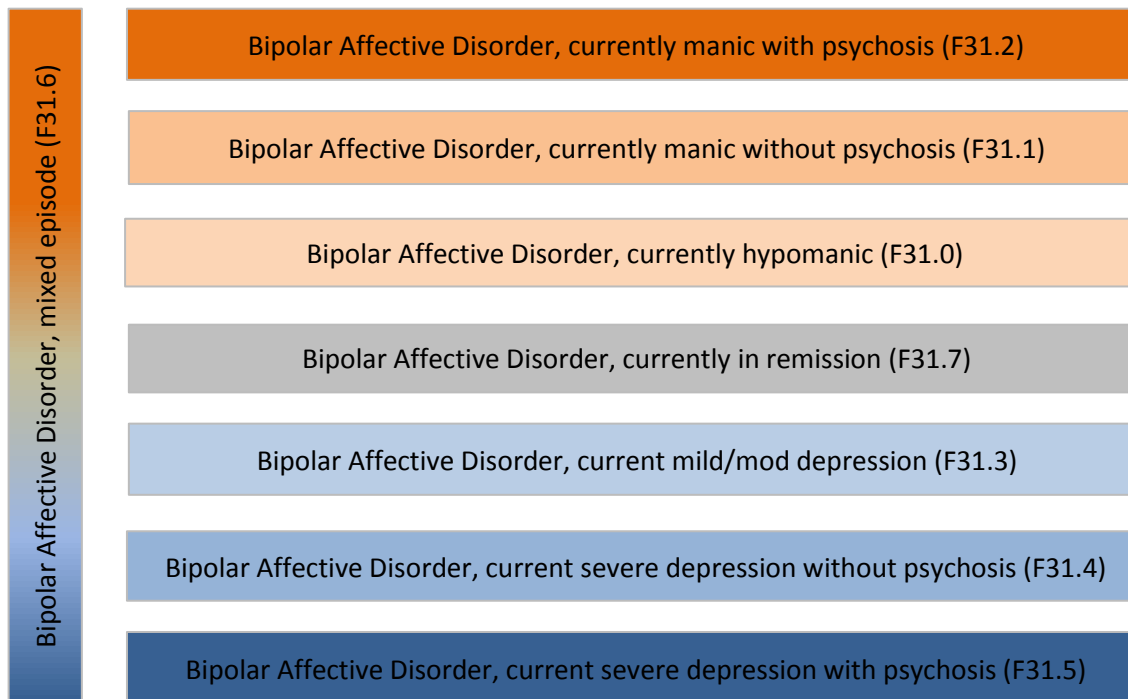 Bipolar Affective Disorder, mixed episode (F31.6)
Bipolar Affective Disorder, currently manic with psychosis (F31.2)
Bipolar Affective Disorder, currently manic without psychosis (F31.1)
Bipolar Affective Disorder, currently hypomanic (F31.0)
Bipolar Affective Disorder, currently in remission (F31.7)
Bipolar Affective Disorder, current mild/mod depression (F31.3)
Bipolar Affective Disorder, current severe depression without psychosis (F31.4)
Bipolar Affective Disorder, current severe depression with psychosis (F31.5)